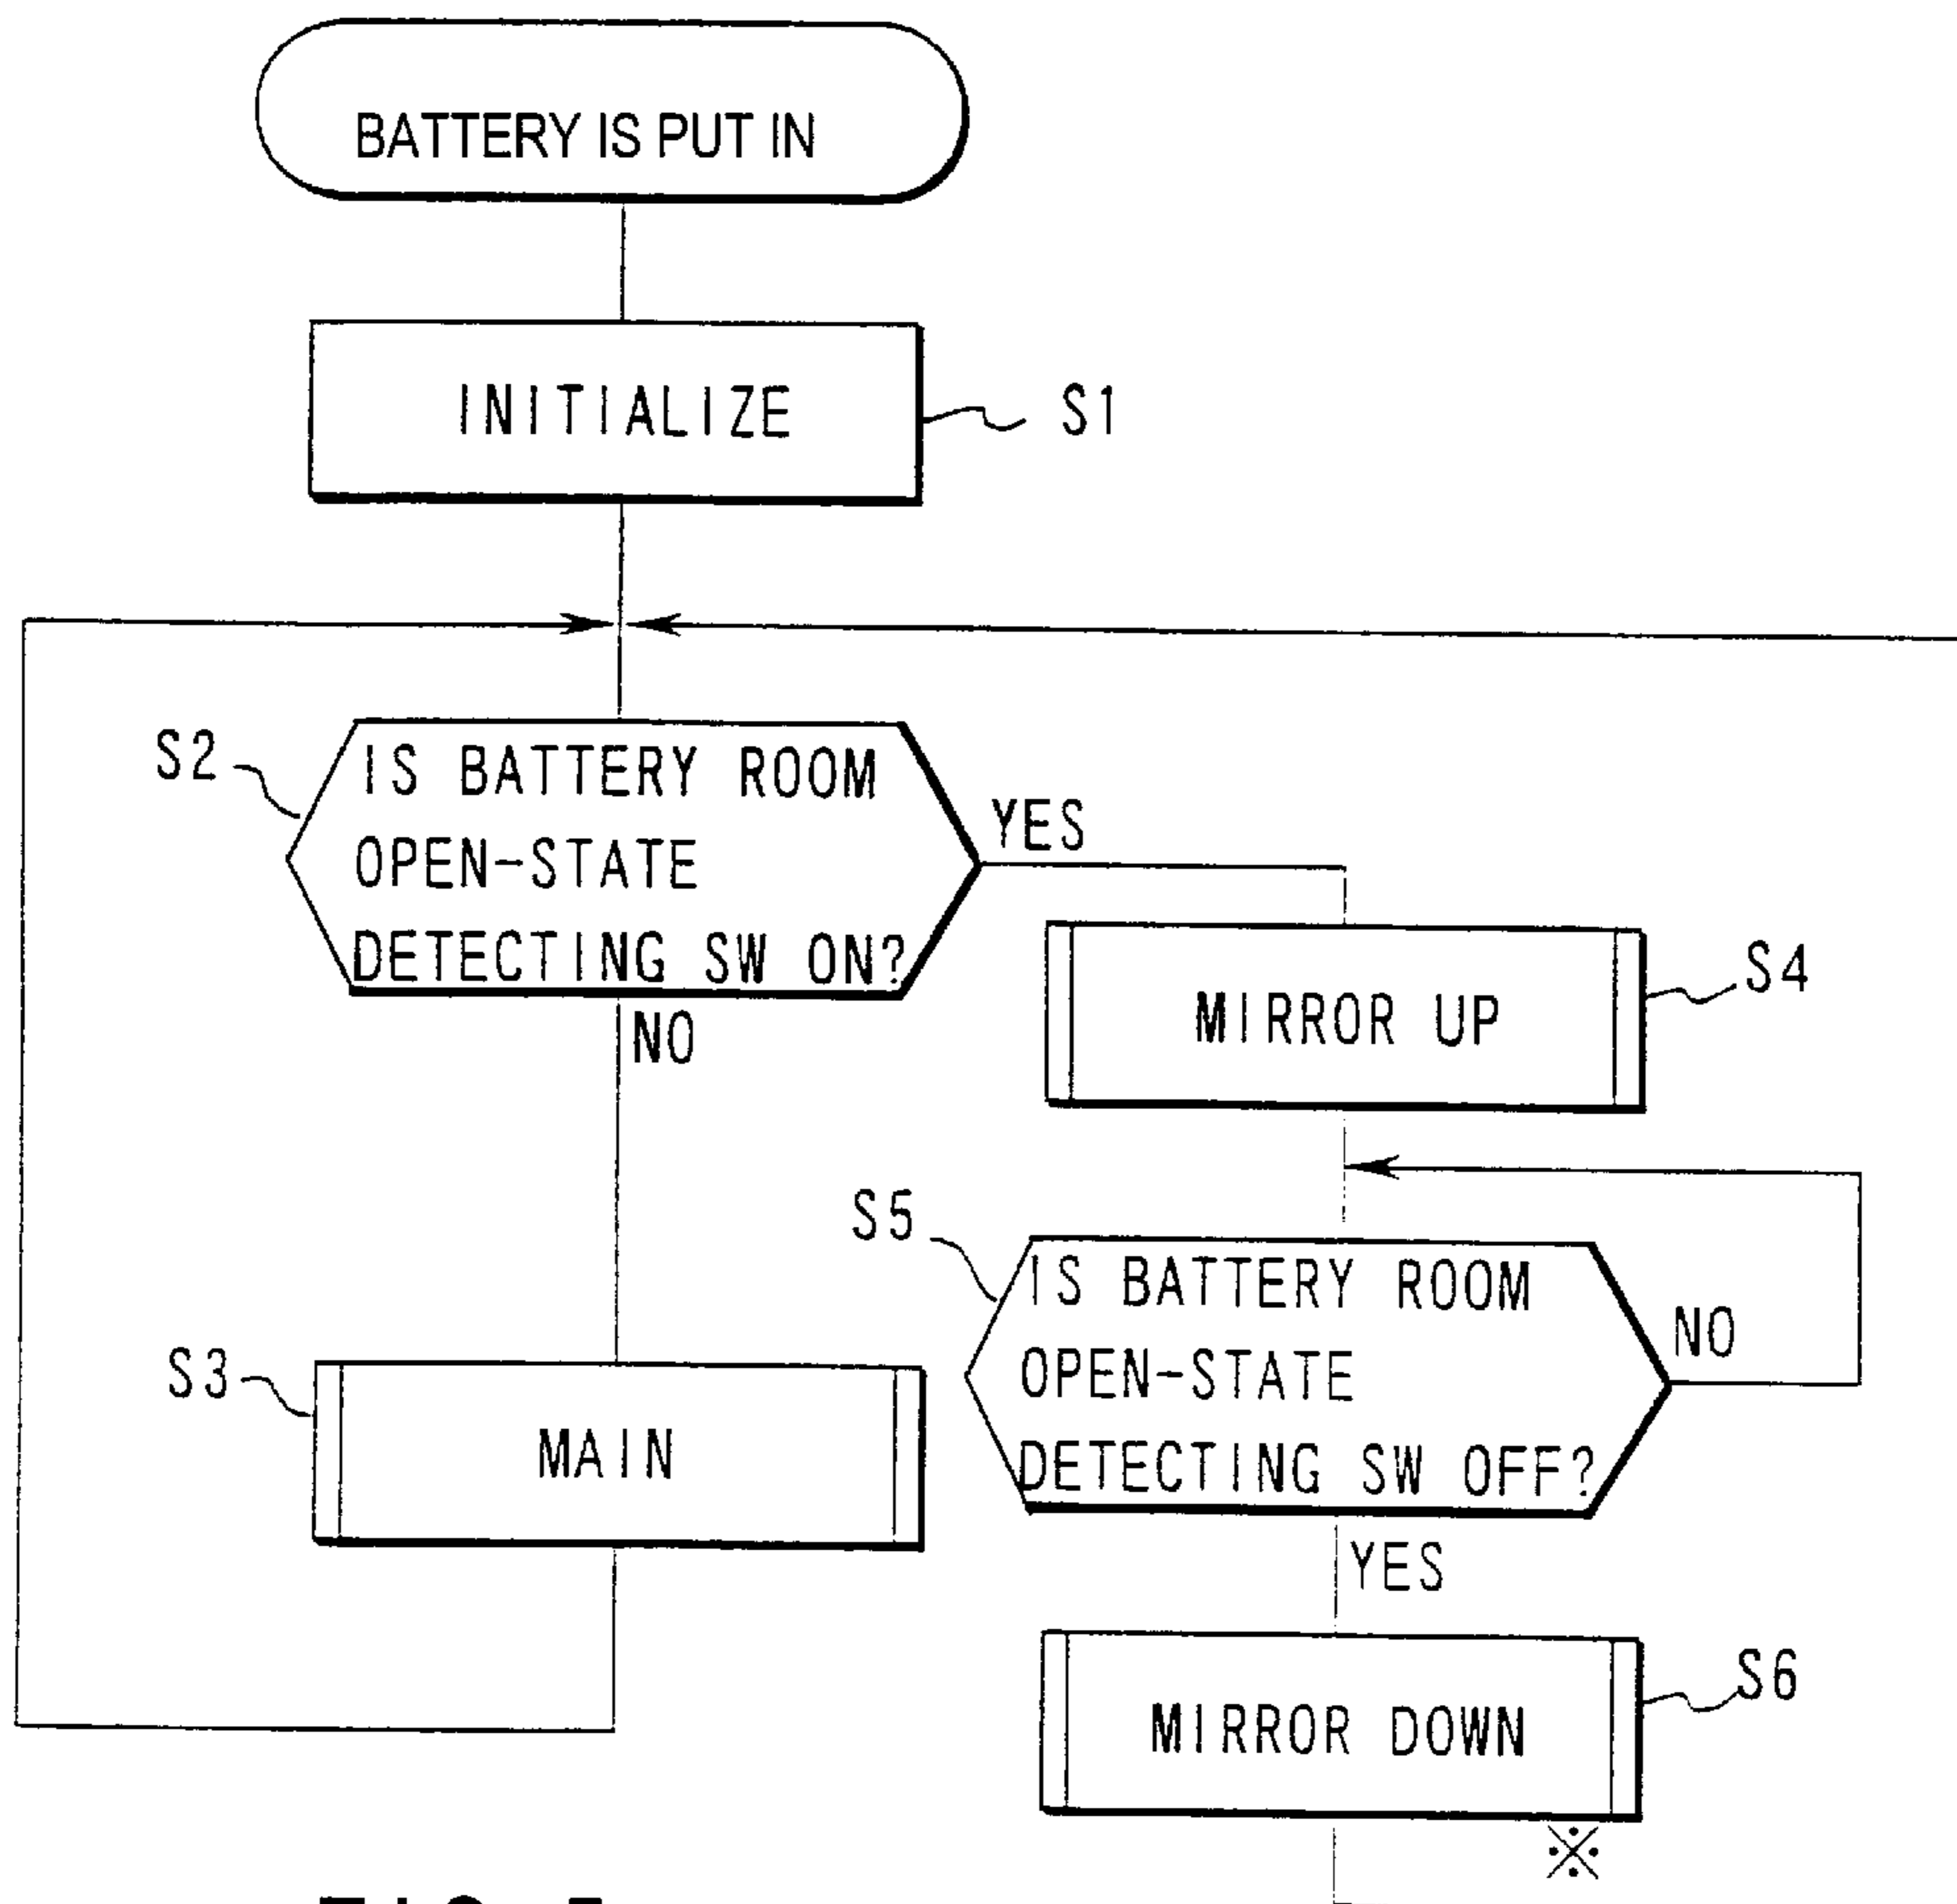 BATTERY IS PUT IN
INITIALIZE
S1
S2
IS BATTERY ROOM
OPEN-STATE
DETECTING SW ON?
YES
NO
MIRROR UP
S4
S5
IS BATTERY ROOM
OPEN-STATE
DETECTING SW OFF?
NO
YES
S3
MAIN
MIRROR DOWN
S6
※